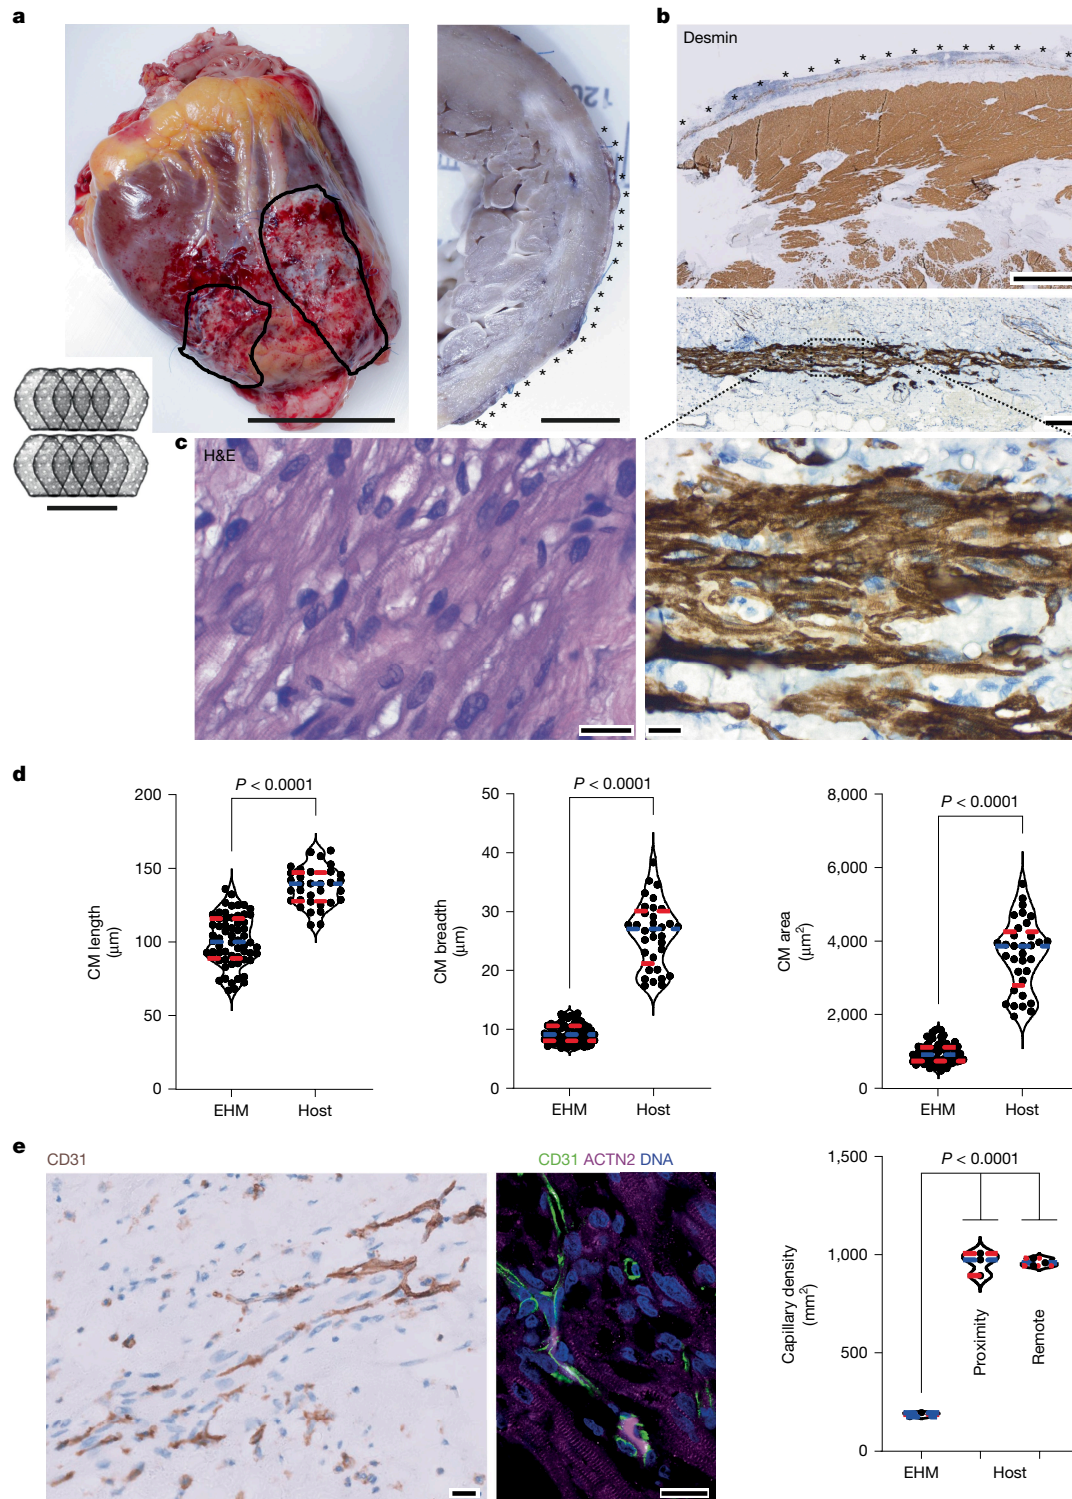 a
b
Desmin
120
c
H&E
d
P < 0.0001
200
150
100
50
0
CM length
(μm)
EHM
Host
P < 0.0001
50
40
30
20
10
0
CM breadth
(μm)
EHM
Host
P < 0.0001
8,000
6,000
4,000
2,000
0
CM area
(μm²)
EHM
Host
e
CD31
CD31 ACTN2 DNA
P < 0.0001
1,500
1,000
500
0
Capillary density
(mm²)
Proximity
Remote
EHM
Host